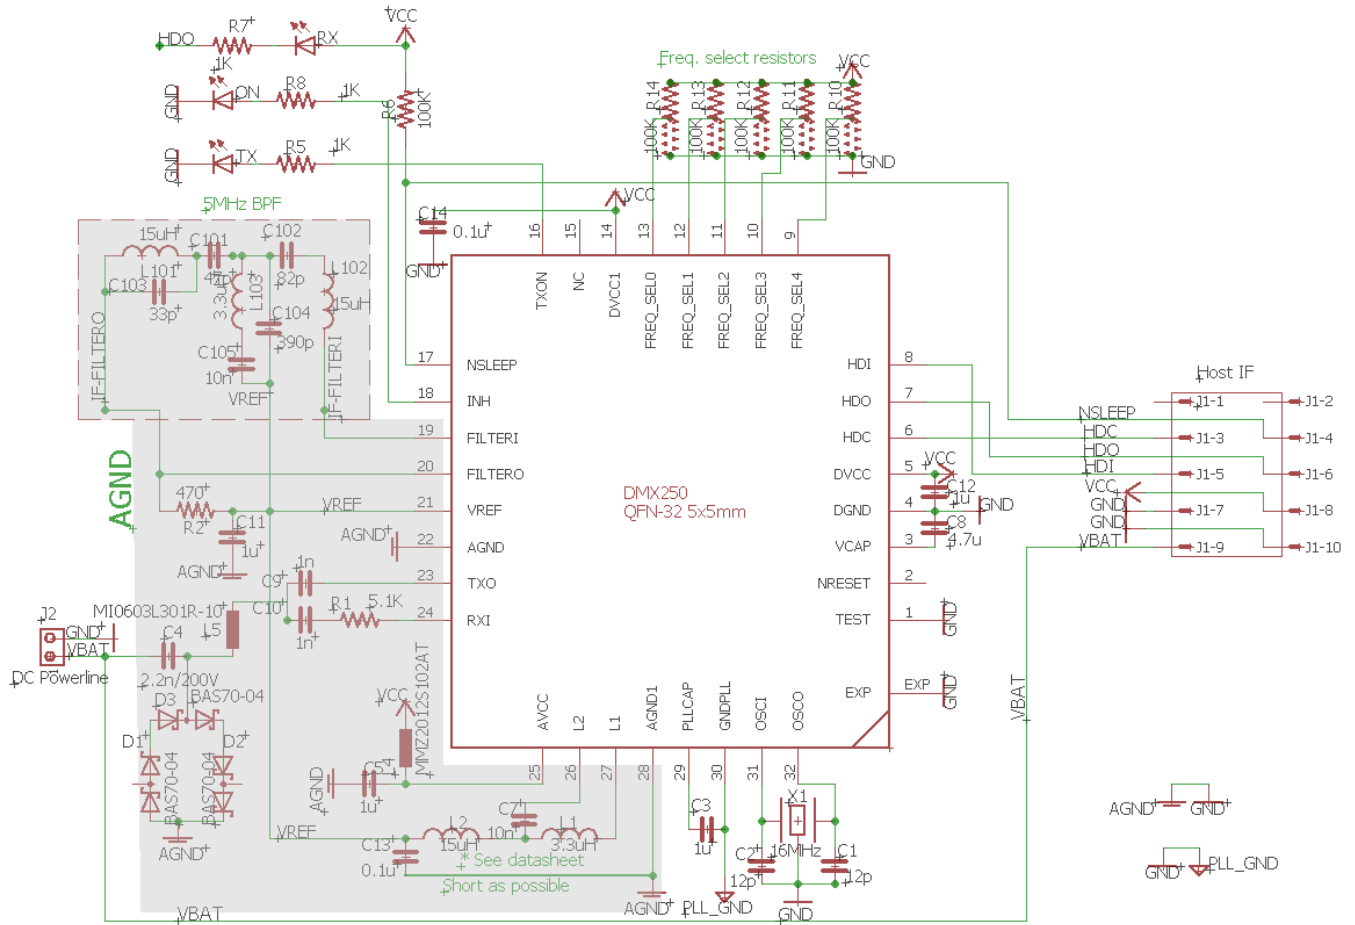 VCC
HDO
R7
RX
1K
GND
ON
R8
1K
R6
100K
GND
TX
R5
1K
Freq. select resistors
VCC
R14
R13
R12
R11
R10
100K
100K
100K
100K
100K
GND
5MHz BPF
VCC
C14
0.1u
GND
15uH
C101
C102
L101
47p
82p
L102
C103
33p
3.3uH
L103
15uH
C104
390p
C105
10n
VREF
IF-FILTERO
IF-FILTERI
16
15
14
13
12
11
10
9
TXON
NC
DVCC1
FREQ_SEL0
FREQ_SEL1
FREQ_SEL2
FREQ_SEL3
FREQ_SEL4
17
NSLEEP
18
INH
19
FILTERI
20
FILTERO
21
VREF
22
AGND
23
TXO
24
RXI
DMX250
QFN-32 5x5mm
HDI
8
HDO
7
HDC
6
DVCC
5
DGND
4
VCAP
3
NRESET
2
TEST
1
EXP
EXP
AVCC
L2
L1
AGND1
PLLCAP
GNDPLL
OSCI
OSCO
25
26
27
28
29
30
31
32
VCC
C12
1u
GND
C8
4.7u
GND
GND
Host IF
J1-1
J1-2
NSLEEP
HDC
J1-3
J1-4
HDO
HDI
J1-5
J1-6
VCC
GND
J1-7
J1-8
GND
VBAT
J1-9
J1-10
VBAT
AGND
470
R2
VREF
C11
1u
AGND
AGND
1n
C9
C10
1n
R1
5.1K
J2
GND
VBAT
DC Powerline
MI0603L301R-10
L5
C4
2.2n/200V
D3
BAS70-04
D1
D2
BAS70-04
BAS70-04
AGND
VCC
MMZ2012S102AT
L4
C5
1u
AGND
VREF
C7
10n
L2
15uH
L1
3.3uH
C13
0.1u
* See datasheet
Short as possible
AGND
C3
1u
PLL_GND
X1
16MHz
C2
12p
C1
12p
GND
VBAT
AGND
GND
GND
PLL_GND